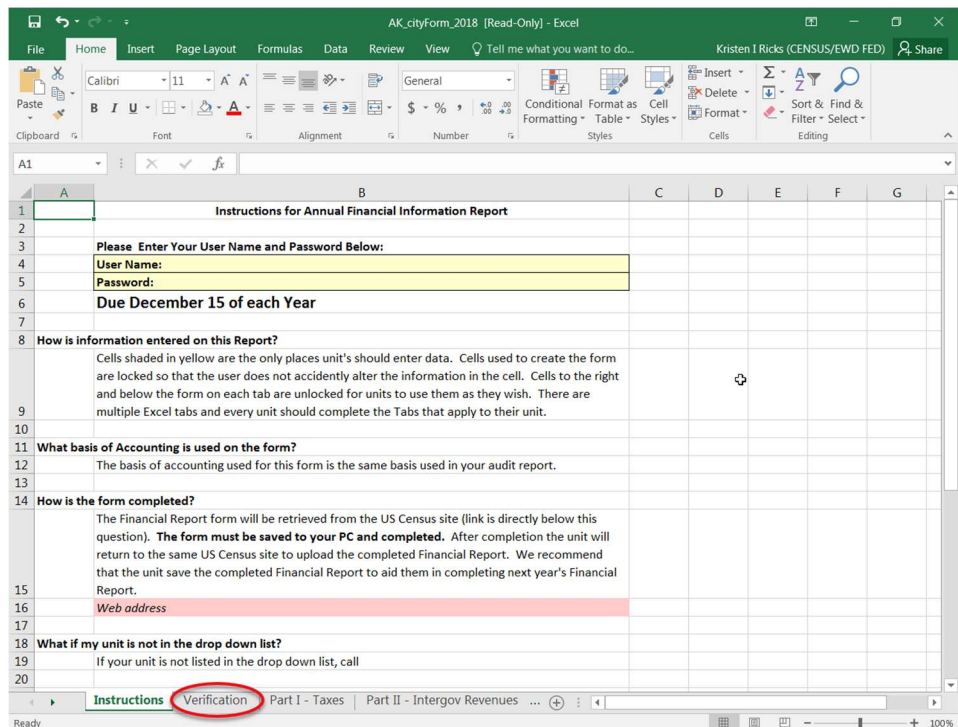 AK_cityForm_2018 [Read-Only] - Excel
File Home Insert Page Layout Formulas Data Review View Tell me what you want to do... Kristen I Ricks (CENSUS/EWD FED) Share
Paste
Calibri 11 A A
B I U A
General
$ % , .00 .0
Conditional Formatting
Format as Table
Cell Styles
Insert
Delete
Format
Σ
A Z
Sort & Filter
Find & Select
Clipboard Font Alignment Number Styles Cells Editing
A1 fx
A B C D E F G
1 Instructions for Annual Financial Information Report
2
3 Please Enter Your User Name and Password Below:
4 User Name:
5 Password:
6 Due December 15 of each Year
7
8 How is information entered on this Report?
Cells shaded in yellow are the only places unit's should enter data. Cells used to create the form
are locked so that the user does not accidently alter the information in the cell. Cells to the right
and below the form on each tab are unlocked for units to use them as they wish. There are
9 multiple Excel tabs and every unit should complete the Tabs that apply to their unit.
10
11 What basis of Accounting is used on the form?
12 The basis of accounting used for this form is the same basis used in your audit report.
13
14 How is the form completed?
The Financial Report form will be retrieved from the US Census site (link is directly below this
question). The form must be saved to your PC and completed. After completion the unit will
return to the same US Census site to upload the completed Financial Report. We recommend
that the unit save the completed Financial Report to aid them in completing next year's Financial
15 Report.
16 Web address
17
18 What if my unit is not in the drop down list?
19 If your unit is not listed in the drop down list, call
20
Instructions Verification Part I - Taxes Part II - Intergov Revenues ...
Ready 100%